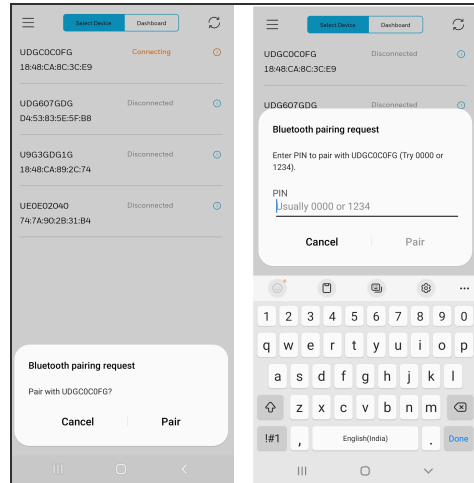 Select Device Dashboard
UDGC0C0FG Connecting
18:48:CA:8C:3C:E9
UDG607GDG Disconnected
D4:53:83:5E:5F:B8
U9G3GDG1G Disconnected
18:48:CA:89:2C:74
UE0E02040 Disconnected
74:7A:90:2B:31:B4
Bluetooth pairing request
Pair with UDGC0C0FG?
Cancel Pair
Select Device Dashboard
UDGC0C0FG Disconnected
18:48:CA:8C:3C:E9
UDG607GDG Disconnected
Bluetooth pairing request
Enter PIN to pair with UDGC0C0FG (Try 0000 or
1234).
PIN
Usually 0000 or 1234
Cancel Pair
1 2 3 4 5 6 7 8 9 0
q w e r t y u i o p
a s d f g h j k l
z x c v b n m
!#1 , English(India) . Done